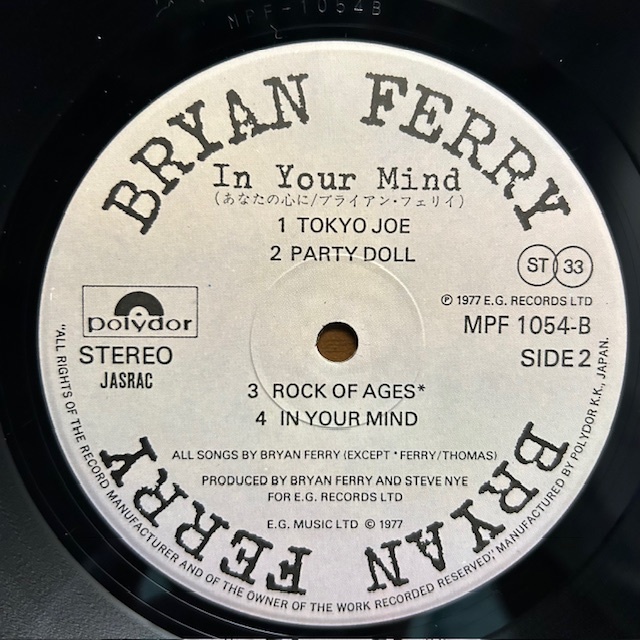 MPF-1054B
BRYAN FERRY
In Your Mind
(あなたの心に/ブライアン・フェリイ)
1 TOKYO JOE
2 PARTY DOLL
ST 33
polydor
STEREO
JASRAC
℗ 1977 E.G. RECORDS LTD
MPF 1054-B
SIDE 2
3 ROCK OF AGES*
4 IN YOUR MIND
ALL SONGS BY BRYAN FERRY (EXCEPT * FERRY/THOMAS)
PRODUCED BY BRYAN FERRY AND STEVE NYE
FOR E.G. RECORDS LTD
E.G. MUSIC LTD © 1977
BRYAN FERRY
"ALL RIGHTS OF THE RECORD MANUFACTURER AND OF THE OWNER OF THE WORK RECORDED RESERVED," MANUFACTURED BY POLYDOR K.K., JAPAN.